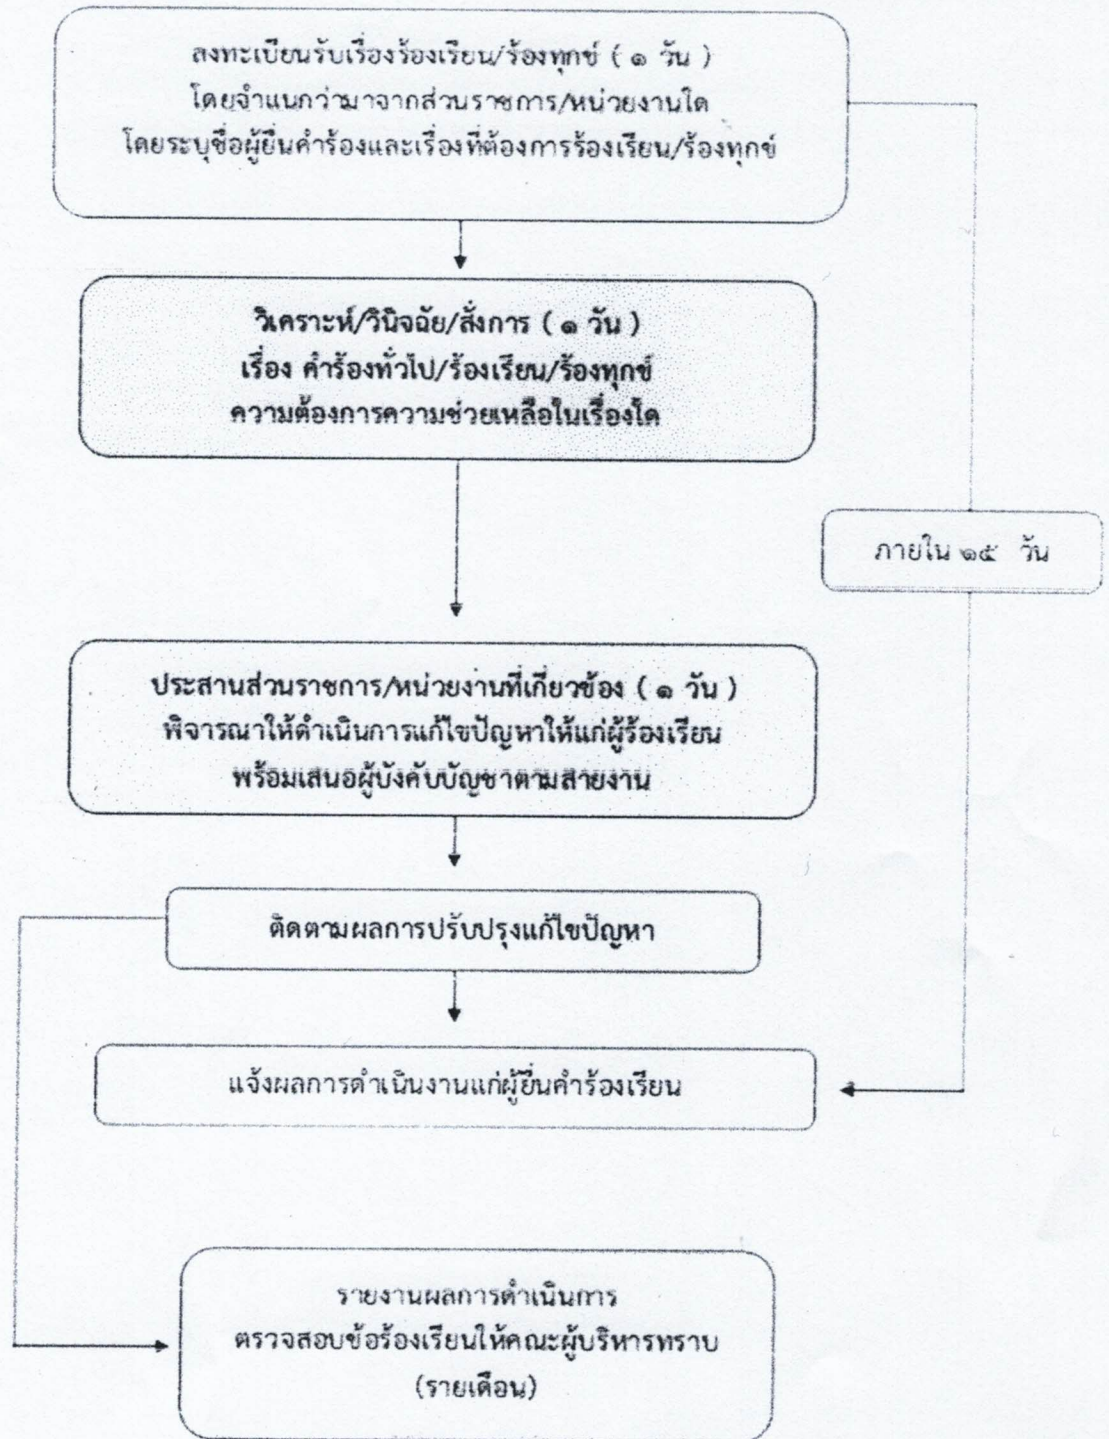 ลงทะเบียนรับเรื่องร้องเรียน/ร้องทุกข์ ( ๑ วัน )
โดยจำแนกว่ามาจากส่วนราชการ/หน่วยงานใด
โดยระบุชื่อผู้ยื่นคำร้องและเรื่องที่ต้องการร้องเรียน/ร้องทุกข์
วิเคราะห์/วินิจฉัย/สั่งการ ( ๑ วัน )
เรื่อง คำร้องทั่วไป/ร้องเรียน/ร้องทุกข์
ความต้องการความช่วยเหลือในเรื่องใด
ภายใน ๑๕ วัน
ประสานส่วนราชการ/หน่วยงานที่เกี่ยวข้อง ( ๑ วัน )
พิจารณาให้ดำเนินการแก้ไขปัญหาให้แก่ผู้ร้องเรียน
พร้อมเสนอผู้บังคับบัญชาตามสายงาน
ติดตามผลการปรับปรุงแก้ไขปัญหา
แจ้งผลการดำเนินงานแก่ผู้ยื่นคำร้องเรียน
รายงานผลการดำเนินการ
ตรวจสอบข้อร้องเรียนให้คณะผู้บริหารทราบ
(รายเดือน)